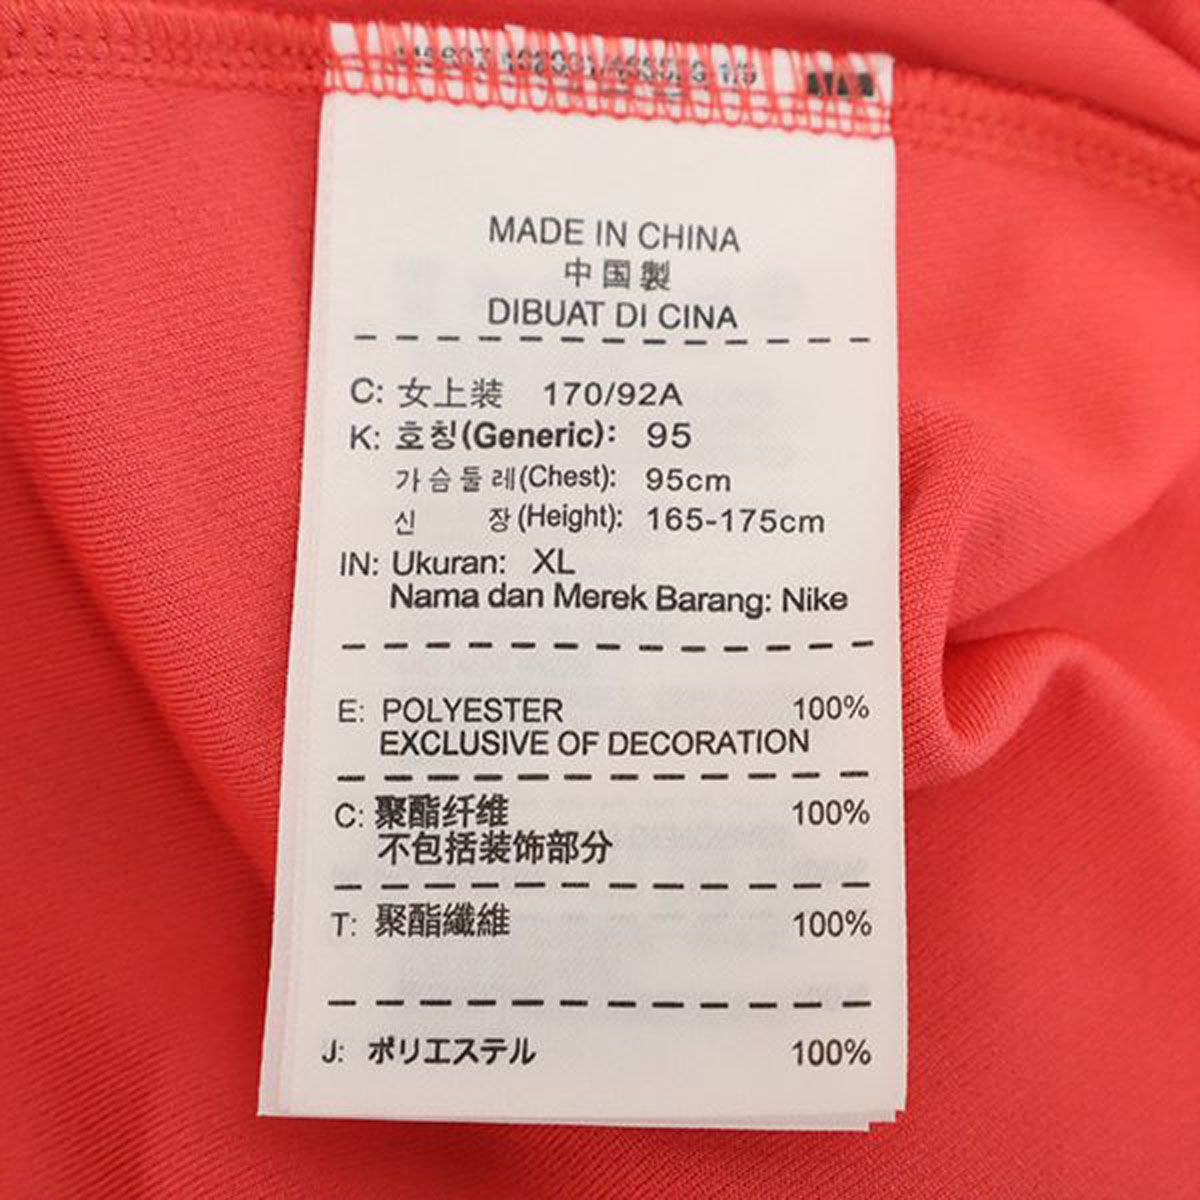 MADE IN CHINA
中国製
DIBUAT DI CINA
C: 女上装 170/92A
K: 호칭(Generic): 95
가슴둘레(Chest): 95cm
신 장(Height): 165-175cm
IN: Ukuran: XL
Nama dan Merek Barang: Nike
E: POLYESTER 100%
EXCLUSIVE OF DECORATION
C: 聚酯纤维 100%
不包括装饰部分
T: 聚酯纖維 100%
J: ポリエステル 100%